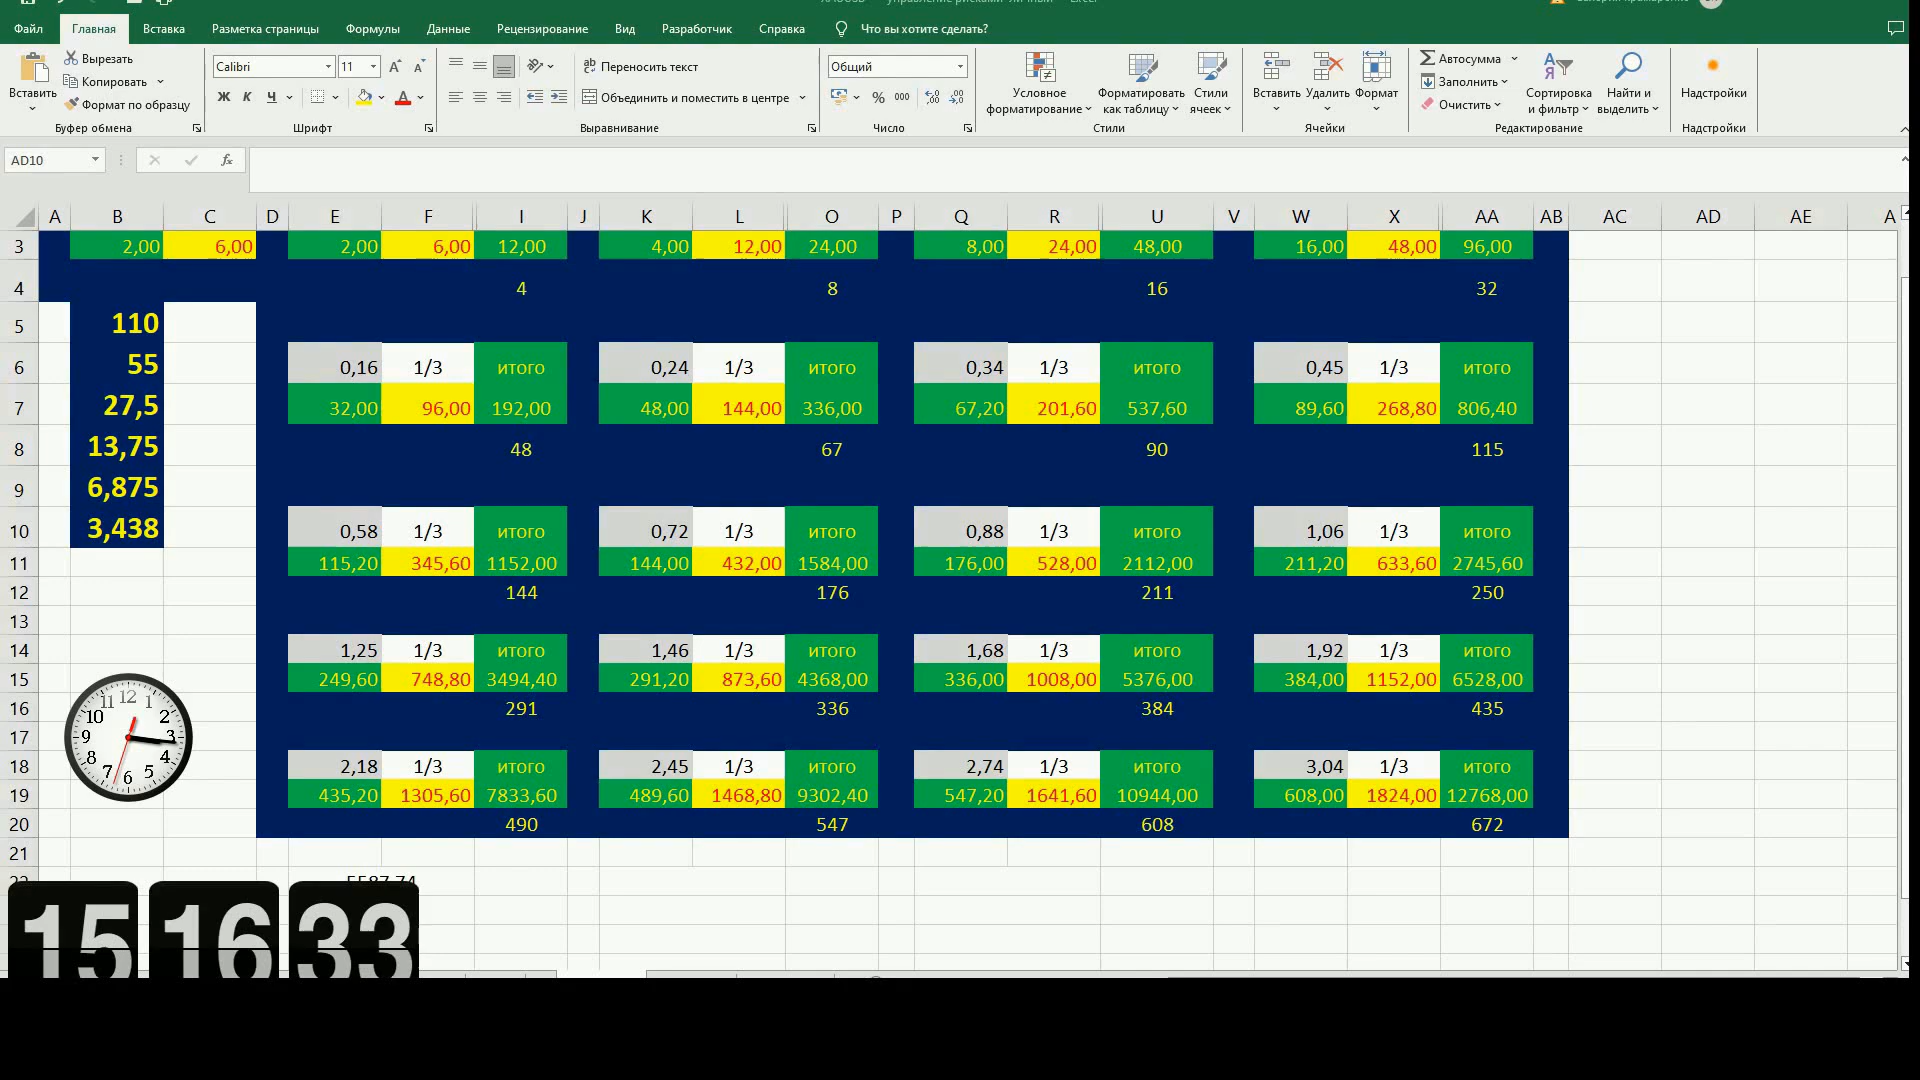 Файл Главная Вставка Разметка страницы Формулы Данные Рецензирование Вид Разработчик Справка Что вы хотите сделать?
Вставить Вырезать Копировать Формат по образцу
Calibri 11 Ж К Ч
Переносить текст Объединить и поместить в центре
Общий % 000
Условное форматирование Форматировать как таблицу Стили ячеек
Вставить Удалить Формат
Автосумма Заполнить Очистить Сортировка и фильтр Найти и выделить Надстройки
Буфер обмена Шрифт Выравнивание Число Стили Ячейки Редактирование Надстройки
AD10 fx
A B C D E F I J K L O P Q R U V W X AA AB AC AD AE A
3 2,00 6,00 2,00 6,00 12,00 4,00 12,00 24,00 8,00 24,00 48,00 16,00 48,00 96,00
4 4 8 16 32
5 110
6 55 0,16 1/3 итого 0,24 1/3 итого 0,34 1/3 итого 0,45 1/3 итого
7 27,5 32,00 96,00 192,00 48,00 144,00 336,00 67,20 201,60 537,60 89,60 268,80 806,40
8 13,75 48 67 90 115
9 6,875
10 3,438 0,58 1/3 итого 0,72 1/3 итого 0,88 1/3 итого 1,06 1/3 итого
11 115,20 345,60 1152,00 144,00 432,00 1584,00 176,00 528,00 2112,00 211,20 633,60 2745,60
12 144 176 211 250
13
14 1,25 1/3 итого 1,46 1/3 итого 1,68 1/3 итого 1,92 1/3 итого
15 249,60 748,80 3494,40 291,20 873,60 4368,00 336,00 1008,00 5376,00 384,00 1152,00 6528,00
16 291 336 384 435
17
18 2,18 1/3 итого 2,45 1/3 итого 2,74 1/3 итого 3,04 1/3 итого
19 435,20 1305,60 7833,60 489,60 1468,80 9302,40 547,20 1641,60 10944,00 608,00 1824,00 12768,00
20 490 547 608 672
21
12 1 2 3 4 5 6 7 8 9 10 11
5587,74
15 16 33